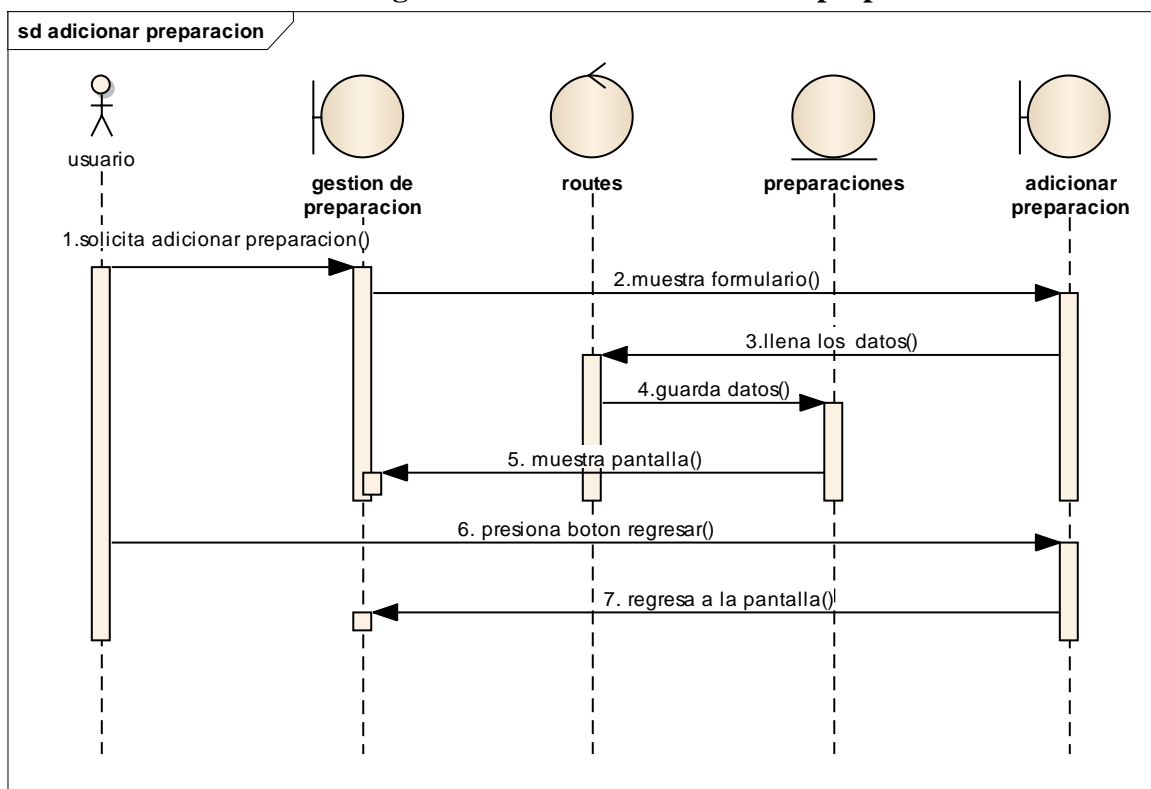 sd adicionar preparacion
usuario
gestion de
preparacion
routes
preparaciones
adicionar
preparacion
1.solicita adicionar preparacion()
2.muestra formulario()
3.llena los datos()
4.guarda datos()
5. muestra pantalla()
6. presiona boton regresar()
7. regresa a la pantalla()